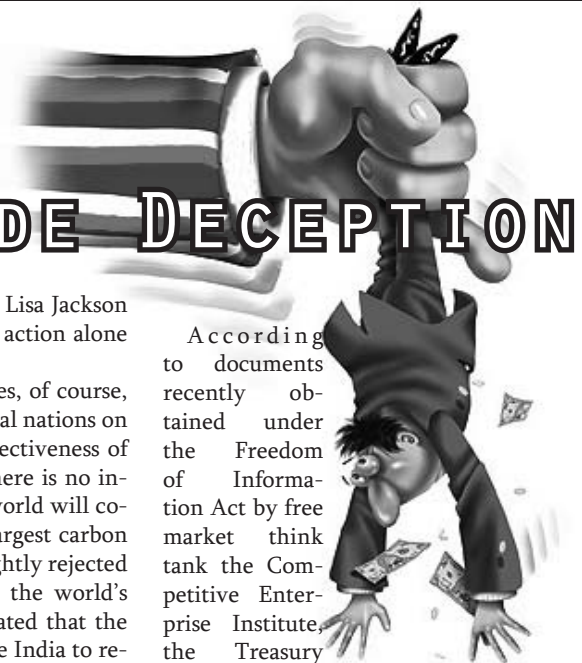 DE DECEPTION
Lisa Jackson
action alone
es, of course,
al nations on
ectiveness of
here is no in-
world will co-
argest carbon
ghtly rejected
the world's
ated that the
e India to re-
According
to documents
recently ob-
tained under
the Freedom
of Informa-
tion Act by free
market think
tank the Com-
petitive Enter-
prise Institute,
the Treasury